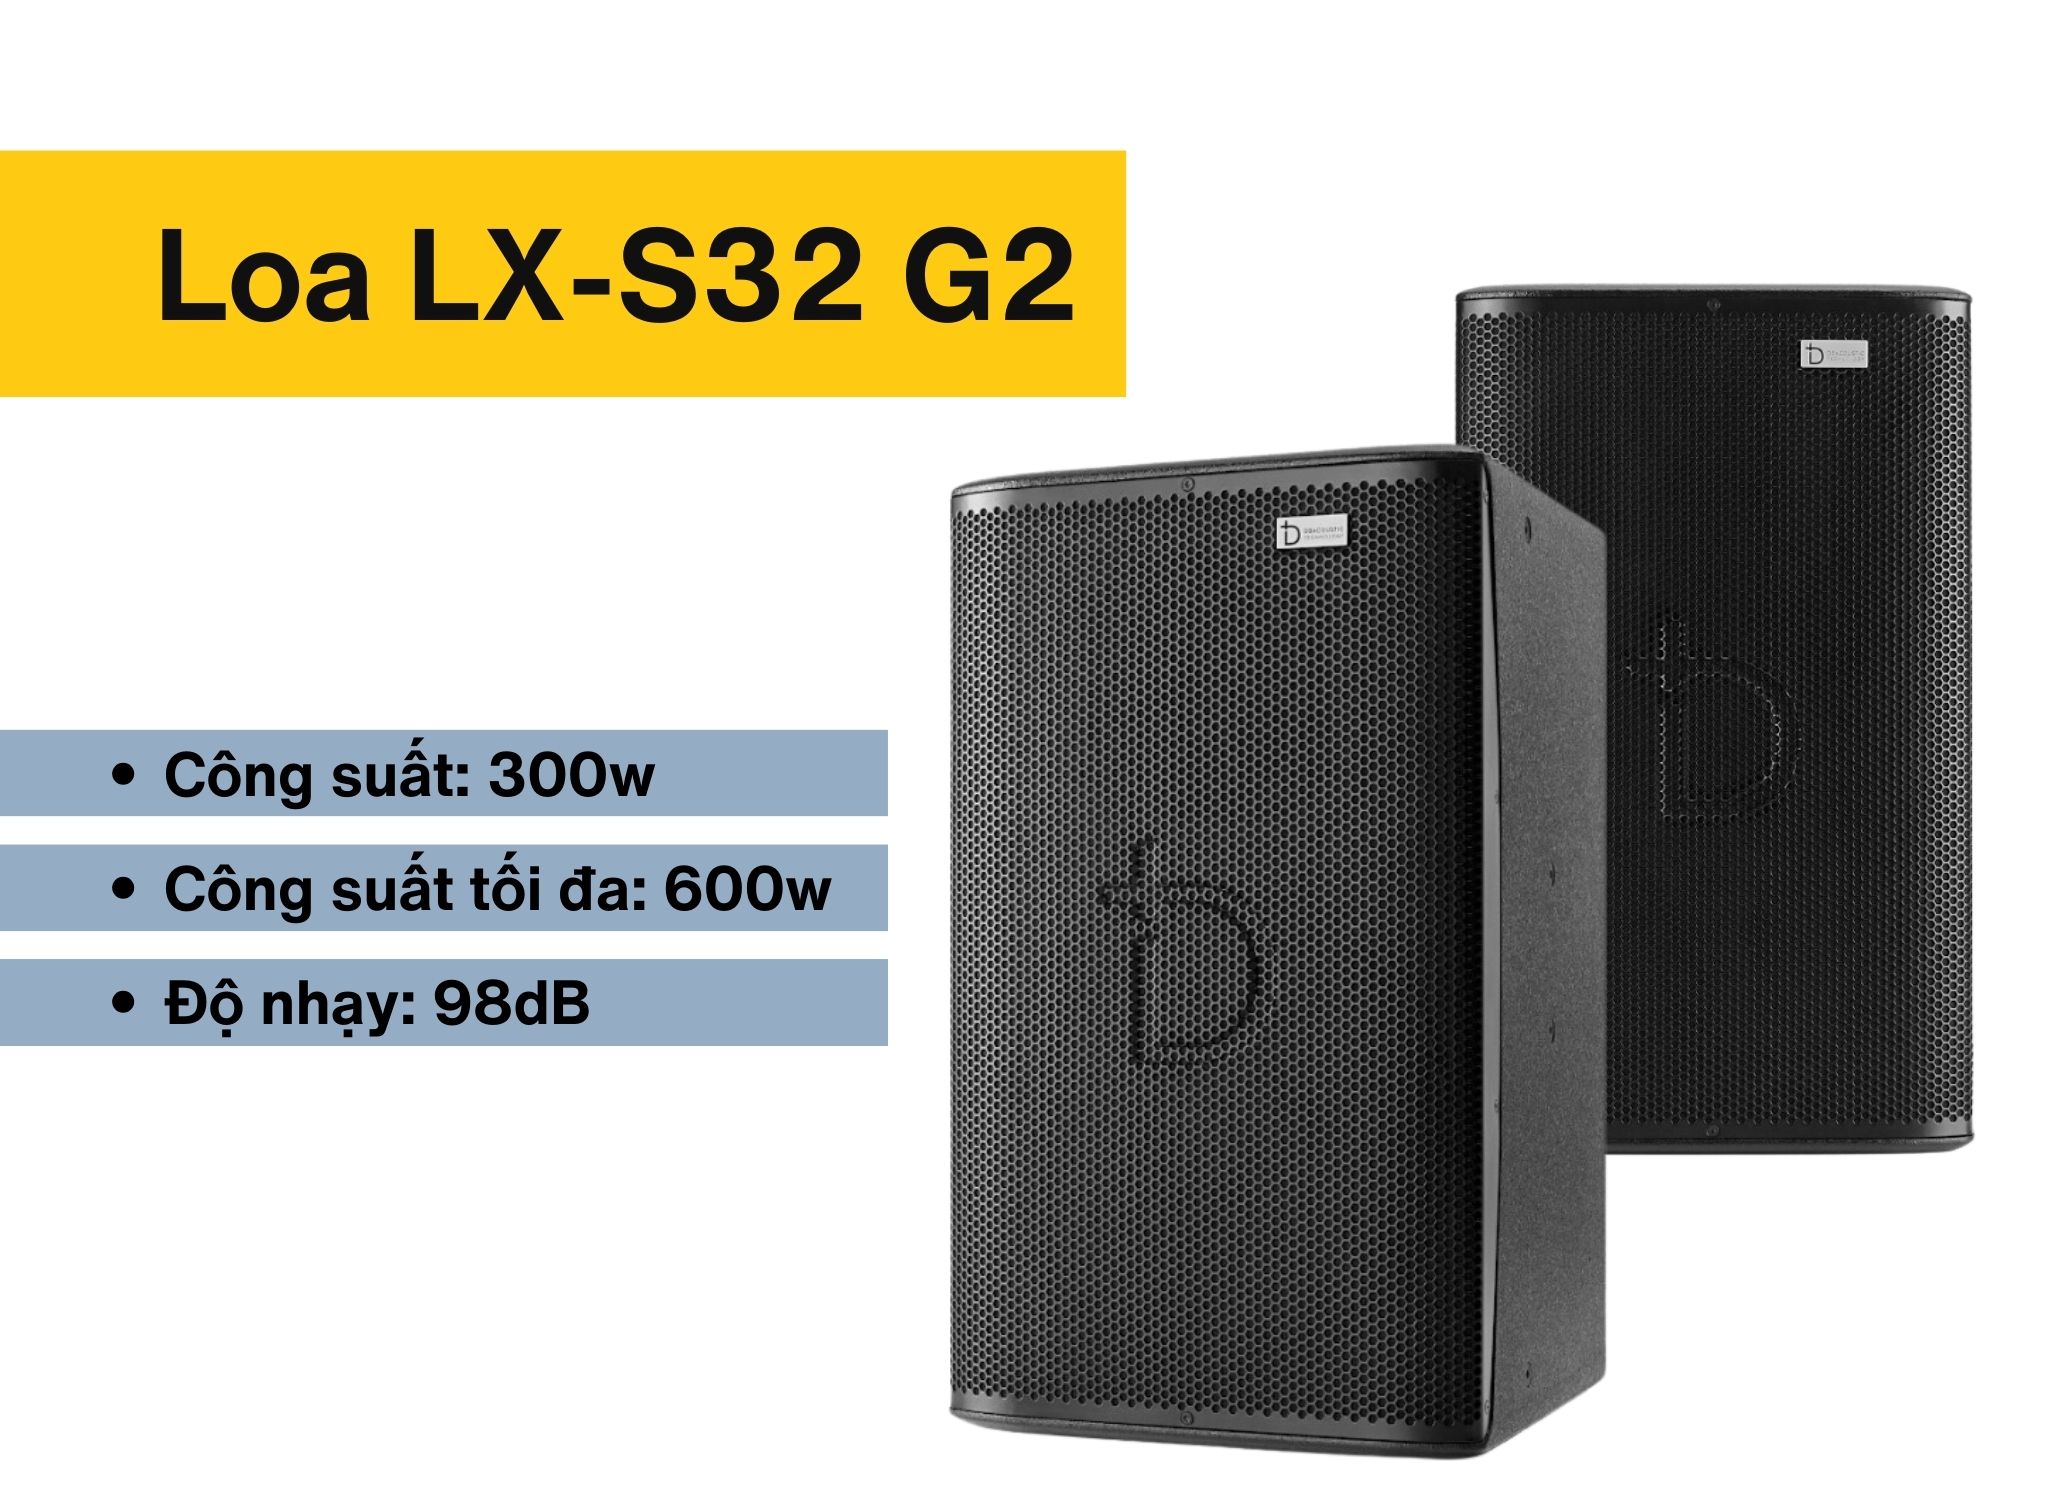 Loa LX-S32 G2
• Công suất: 300w
• Công suất tối đa: 600w
• Độ nhạy: 98dB